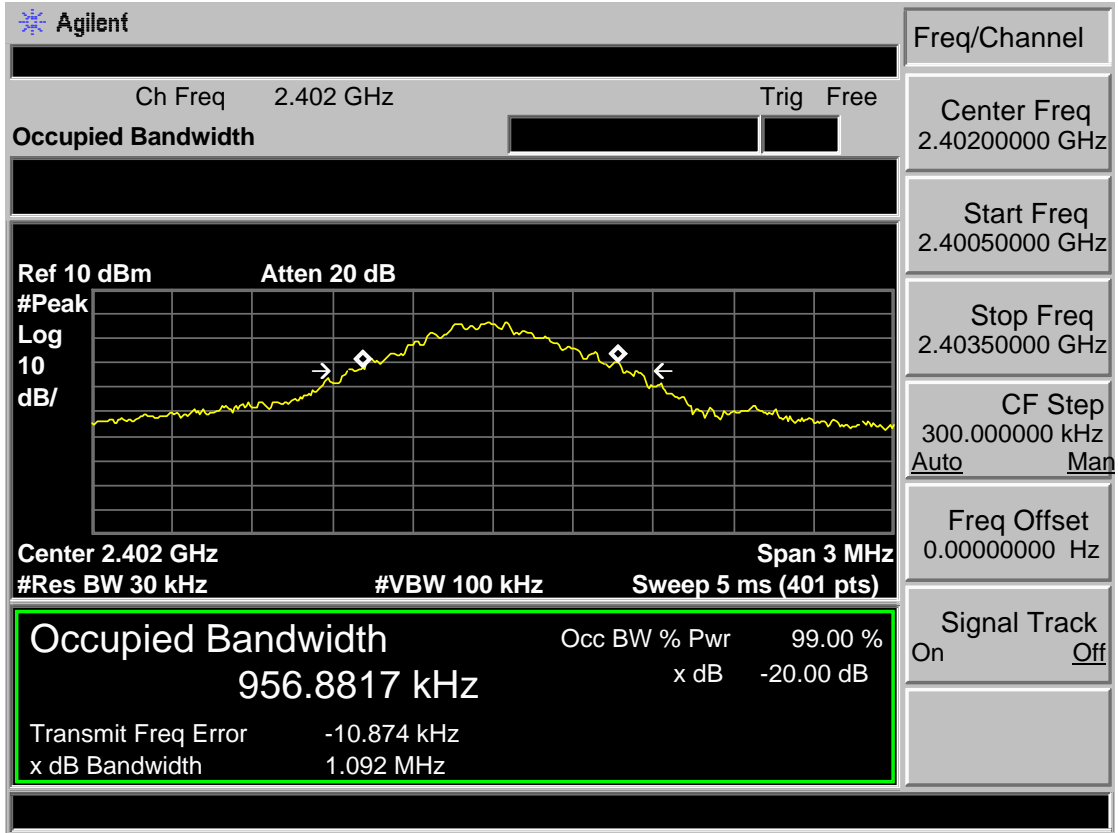 Agilent
Freq/Channel
Ch Freq 2.402 GHz Trig Free
Occupied Bandwidth
Center Freq
2.40200000 GHz
Start Freq
2.40050000 GHz
Stop Freq
2.40350000 GHz
CF Step
300.000000 kHz
Auto Man
Freq Offset
0.00000000 Hz
Signal Track
On Off
Ref 10 dBm Atten 20 dB
#Peak
Log
10
dB/
Center 2.402 GHz Span 3 MHz
#Res BW 30 kHz #VBW 100 kHz Sweep 5 ms (401 pts)
Occupied Bandwidth Occ BW % Pwr 99.00 %
956.8817 kHz x dB -20.00 dB
Transmit Freq Error -10.874 kHz
x dB Bandwidth 1.092 MHz